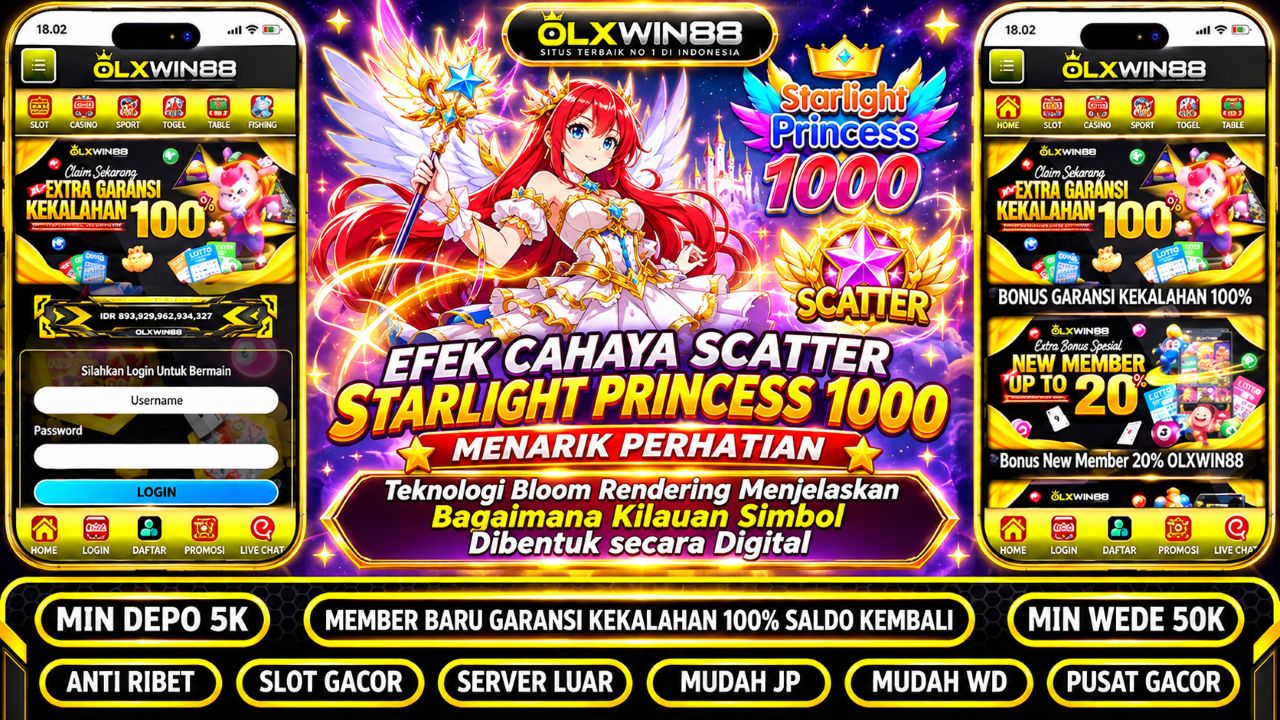 18.02
OLXWIN88
SLOT CASINO SPORT TOGEL TABLE FISHING
OLXWIN88
Claim Sekarang
EXTRA GARANSI
KEKALAHAN 100%
IDR 893,929,962,934,327
OLXWIN88
Silahkan Login Untuk Bermain
Username
Password
LOGIN
HOME LOGIN DAFTAR PROMOSI LIVE CHAT
OLXWIN88
SITUS TERBAIK NO 1 DI INDONESIA
Starlight
Princess
1000
SCATTER
EFEK CAHAYA SCATTER
STARLIGHT PRINCESS 1000
MENARIK PERHATIAN
Teknologi Bloom Rendering Menjelaskan
Bagaimana Kilauan Simbol
Dibentuk secara Digital
18.02
OLXWIN88
HOME SLOT CASINO SPORT TOGEL TABLE
OLXWIN88
Claim Sekarang
EXTRA GARANSI
KEKALAHAN 100%
LOTTO
BONUS GARANSI KEKALAHAN 100%
OLXWIN88
Extra Bonus Spesial
NEW MEMBER
UP TO 20%
LOTTO
Bonus New Member 20% OLXWIN88
OLXWIN88
HOME LOGIN DAFTAR PROMOSI LIVE CHAT
MIN DEPO 5K
MEMBER BARU GARANSI KEKALAHAN 100% SALDO KEMBALI
MIN WEDE 50K
ANTI RIBET
SLOT GACOR
SERVER LUAR
MUDAH JP
MUDAH WD
PUSAT GACOR